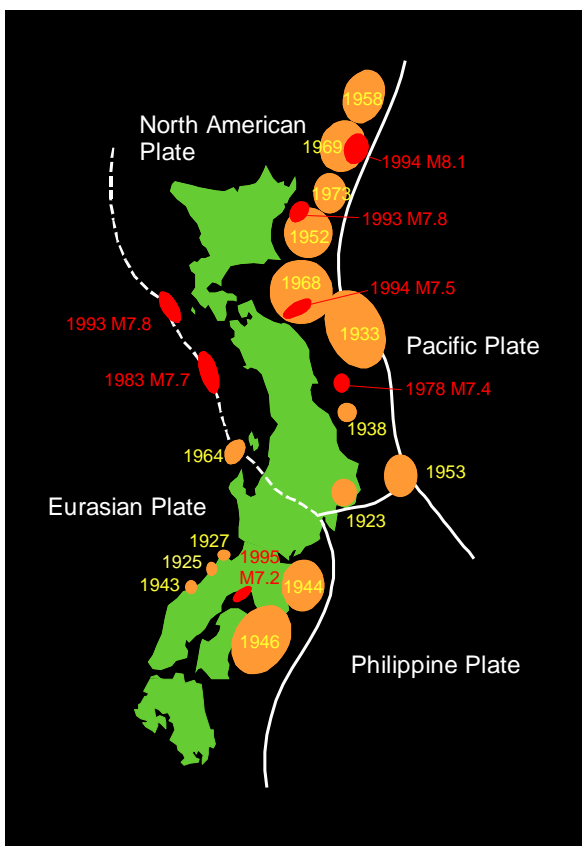 1958
North American
Plate
1969
1994 M8.1
1973
1993 M7.8
1952
1968
1994 M7.5
1993 M7.8
1933
Pacific Plate
1983 M7.7
1978 M7.4
1938
1964
1953
Eurasian Plate
1923
1927
1995
M7.2
1925
1943
1944
1946
Philippine Plate